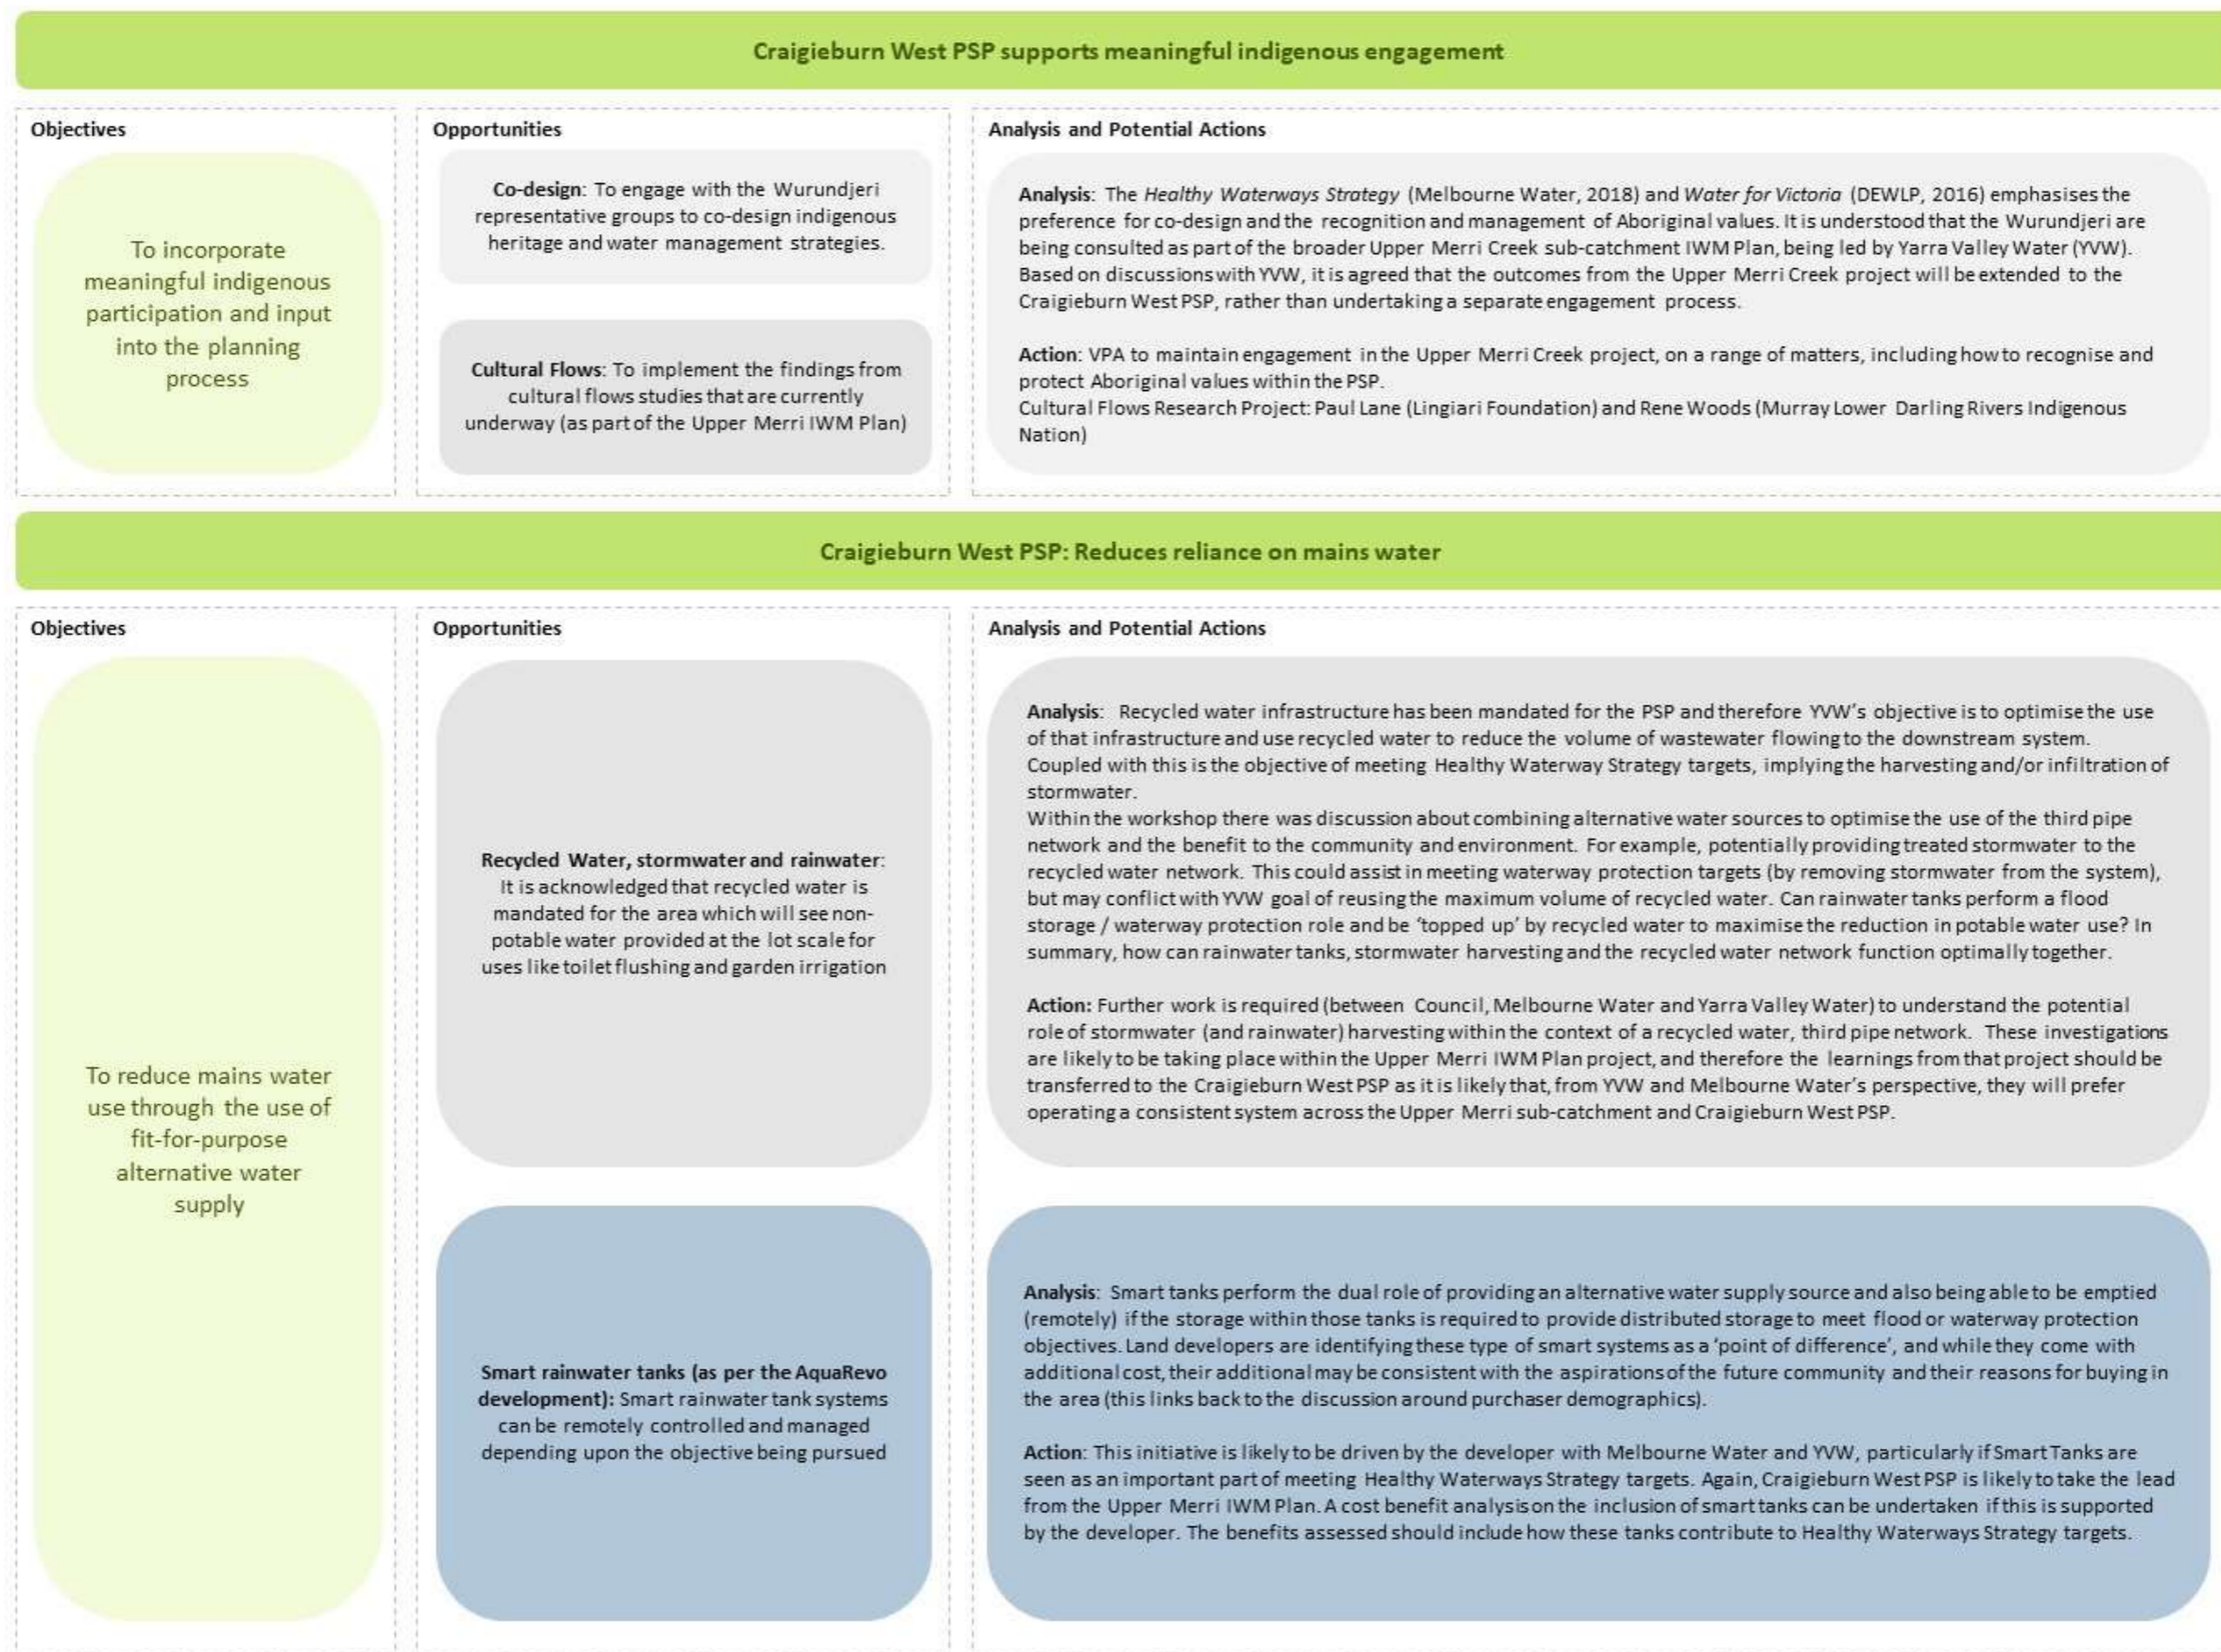 Craigieburn West PSP supports meaningful indigenous engagement
Objectives
To incorporate
meaningful indigenous
participation and input
into the planning
process
Opportunities
Co-design: To engage with the Wurundjeri
representative groups to co-design indigenous
heritage and water management strategies.
Cultural Flows: To implement the findings from
cultural flows studies that are currently
underway (as part of the Upper Merri IWM Plan)
Analysis and Potential Actions
Analysis: The Healthy Waterways Strategy (Melbourne Water, 2018) and Water for Victoria (DEWLP, 2016) emphasises the
preference for co-design and the recognition and management of Aboriginal values. It is understood that the Wurundjeri are
being consulted as part of the broader Upper Merri Creek sub-catchment IWM Plan, being led by Yarra Valley Water (YVW).
Based on discussions with YVW, it is agreed that the outcomes from the Upper Merri Creek project will be extended to the
Craigieburn West PSP, rather than undertaking a separate engagement process.
Action: VPA to maintain engagement in the Upper Merri Creek project, on a range of matters, including how to recognise and
protect Aboriginal values within the PSP.
Cultural Flows Research Project: Paul Lane (Lingiari Foundation) and Rene Woods (Murray Lower Darling Rivers Indigenous
Nation)
Craigieburn West PSP: Reduces reliance on mains water
Objectives
To reduce mains water
use through the use of
fit-for-purpose
alternative water
supply
Opportunities
Recycled Water, stormwater and rainwater:
It is acknowledged that recycled water is
mandated for the area which will see non-
potable water provided at the lot scale for
uses like toilet flushing and garden irrigation
Smart rainwater tanks (as per the AquaRevo
development): Smart rainwater tank systems
can be remotely controlled and managed
depending upon the objective being pursued
Analysis and Potential Actions
Analysis: Recycled water infrastructure has been mandated for the PSP and therefore YVW's objective is to optimise the use
of that infrastructure and use recycled water to reduce the volume of wastewater flowing to the downstream system.
Coupled with this is the objective of meeting Healthy Waterway Strategy targets, implying the harvesting and/or infiltration of
stormwater.
Within the workshop there was discussion about combining alternative water sources to optimise the use of the third pipe
network and the benefit to the community and environment. For example, potentially providing treated stormwater to the
recycled water network. This could assist in meeting waterway protection targets (by removing stormwater from the system),
but may conflict with YVW goal of reusing the maximum volume of recycled water. Can rainwater tanks perform a flood
storage / waterway protection role and be 'topped up' by recycled water to maximise the reduction in potable water use? In
summary, how can rainwater tanks, stormwater harvesting and the recycled water network function optimally together.
Action: Further work is required (between Council, Melbourne Water and Yarra Valley Water) to understand the potential
role of stormwater (and rainwater) harvesting within the context of a recycled water, third pipe network. These investigations
are likely to be taking place within the Upper Merri IWM Plan project, and therefore the learnings from that project should be
transferred to the Craigieburn West PSP as it is likely that, from YVW and Melbourne Water's perspective, they will prefer
operating a consistent system across the Upper Merri sub-catchment and Craigieburn West PSP.
Analysis: Smart tanks perform the dual role of providing an alternative water supply source and also being able to be emptied
(remotely) if the storage within those tanks is required to provide distributed storage to meet flood or waterway protection
objectives. Land developers are identifying these type of smart systems as a 'point of difference', and while they come with
additional cost, their additional may be consistent with the aspirations of the future community and their reasons for buying in
the area (this links back to the discussion around purchaser demographics).
Action: This initiative is likely to be driven by the developer with Melbourne Water and YVW, particularly if Smart Tanks are
seen as an important part of meeting Healthy Waterways Strategy targets. Again, Craigieburn West PSP is likely to take the lead
from the Upper Merri IWM Plan. A cost benefit analysis on the inclusion of smart tanks can be undertaken if this is supported
by the developer. The benefits assessed should include how these tanks contribute to Healthy Waterways Strategy targets.